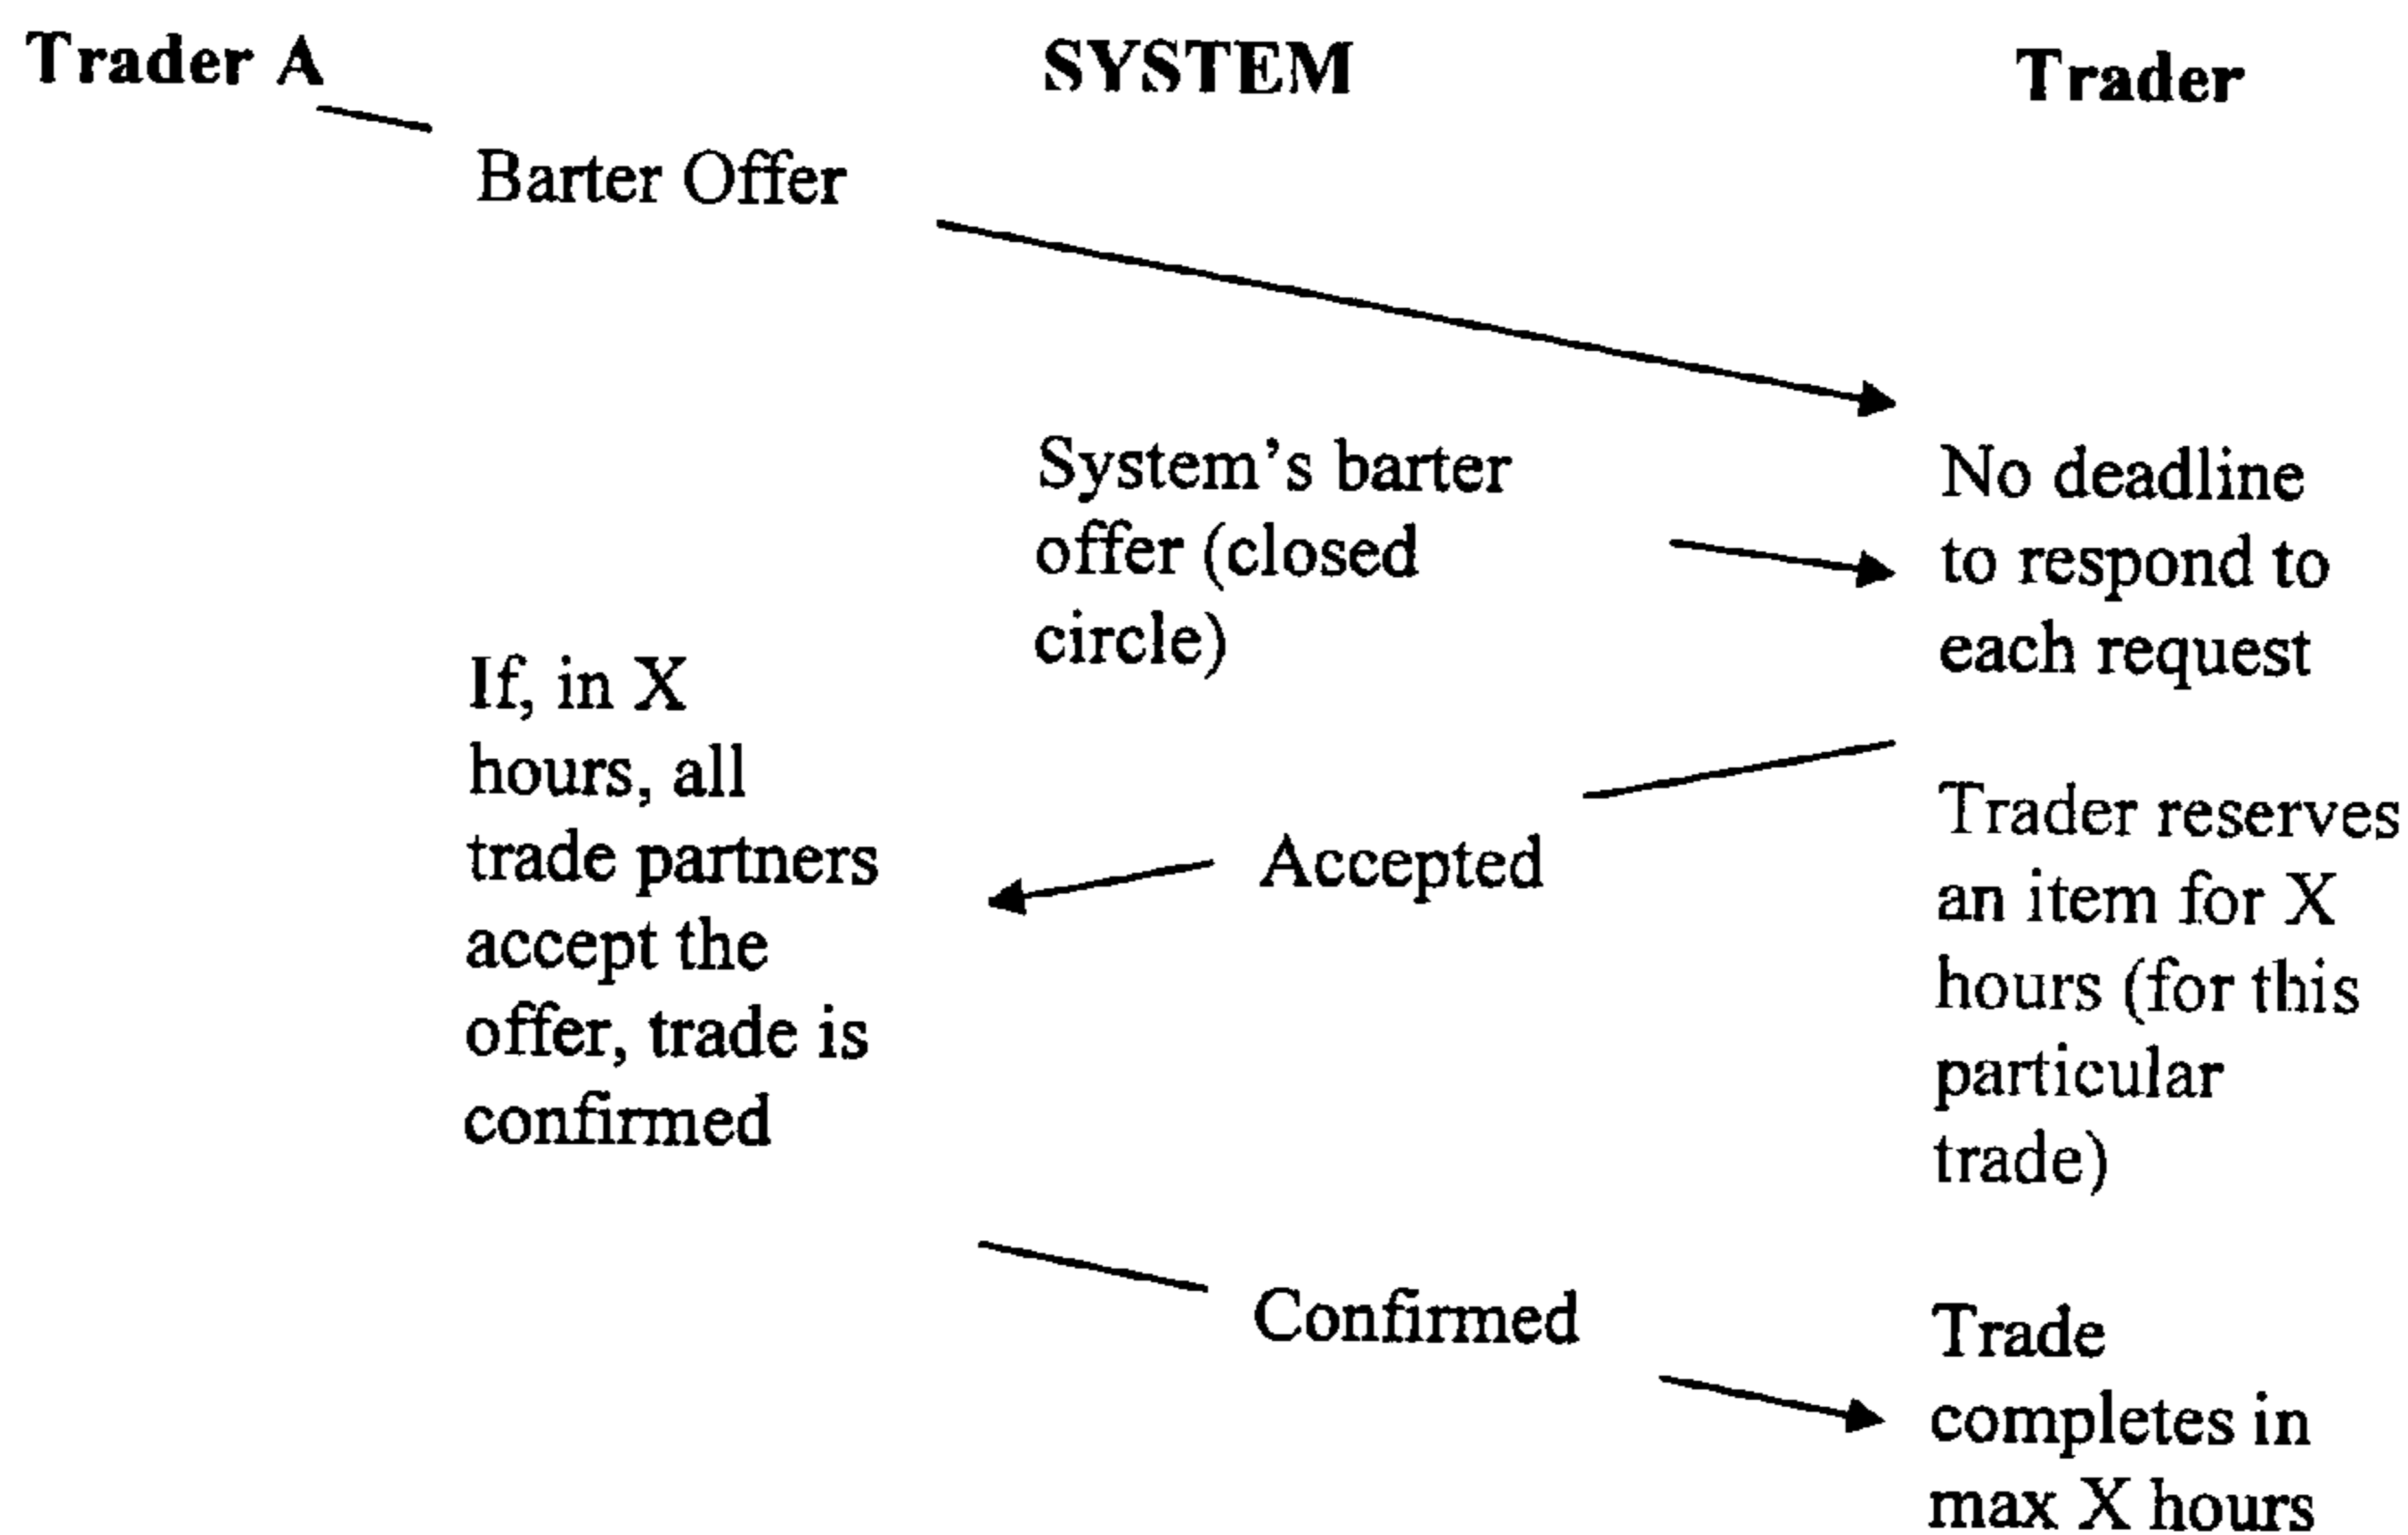 Trader A
SYSTEM
Trader
Barter Offer
System's barter
offer (closed
circle)
No deadline
to respond to
each request
If, in X
hours, all
trade partners
accept the
offer, trade is
confirmed
Accepted
Trader reserves
an item for X
hours (for this
particular
trade)
Confirmed
Trade
completes in
max X hours